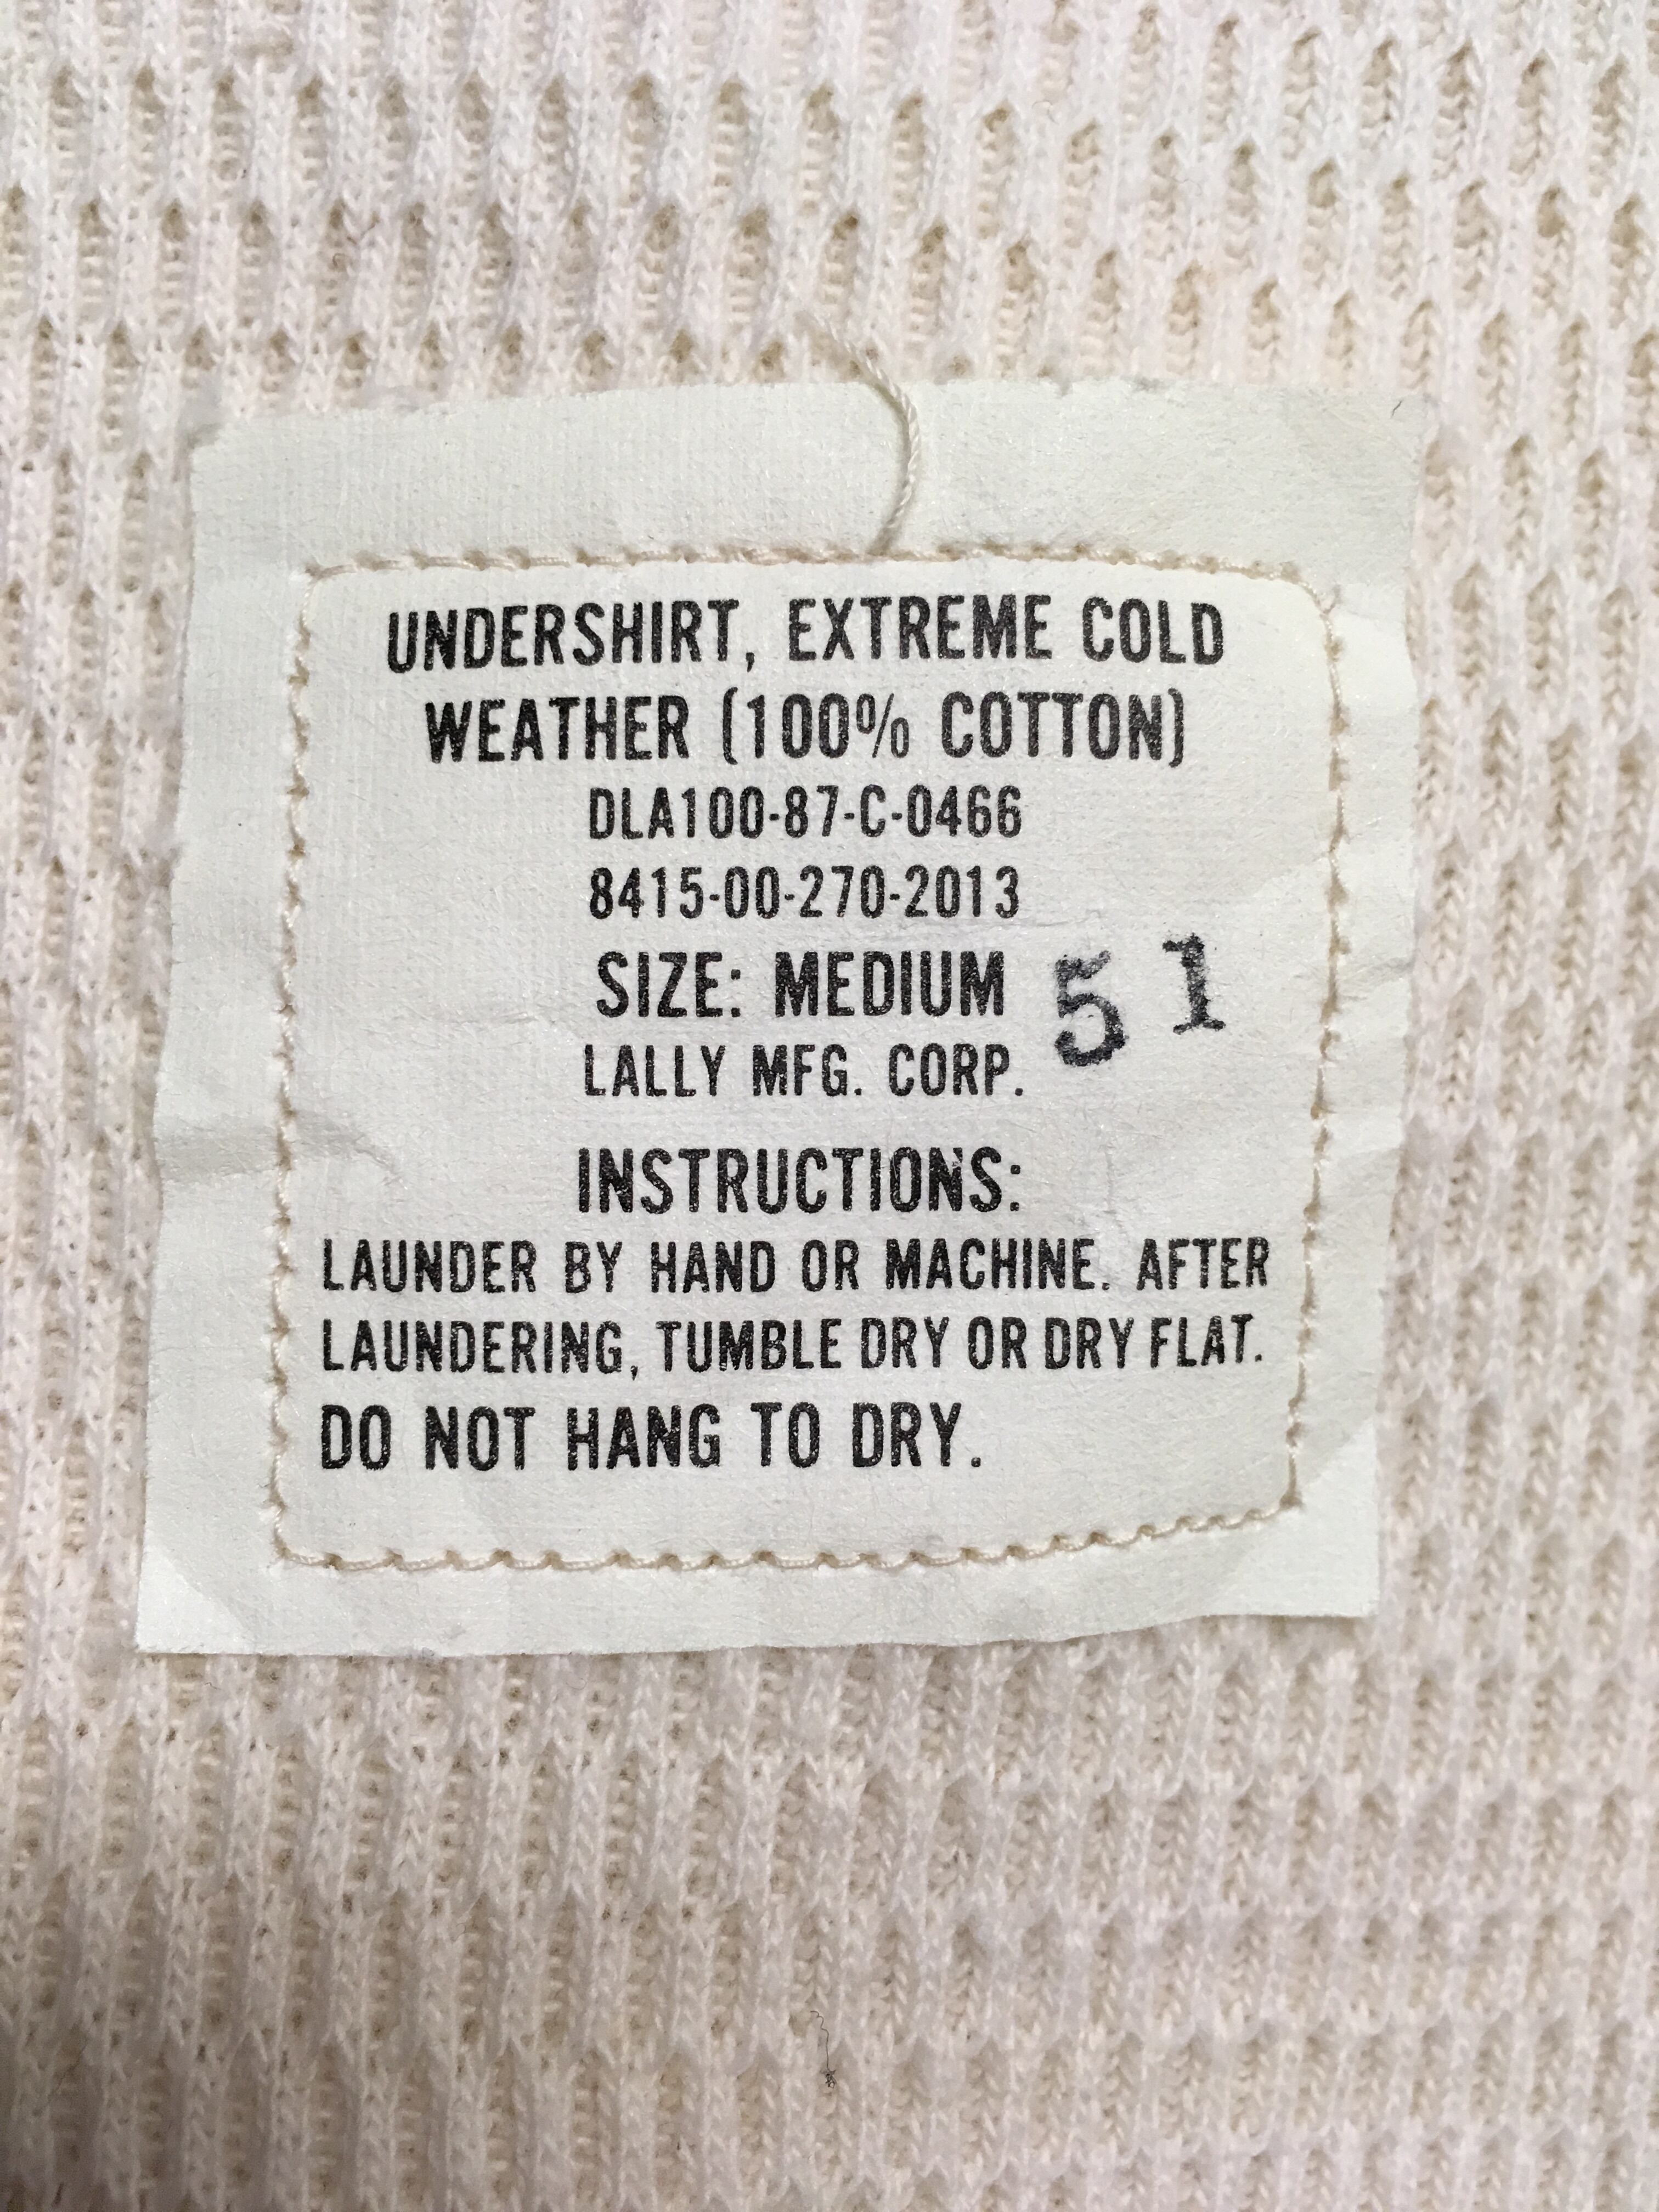 UNDERSHIRT, EXTREME COLD
WEATHER (100% COTTON)
DLA100-87-C-0466
8415-00-270-2013
SIZE: MEDIUM 51
LALLY MFG. CORP.
INSTRUCTIONS:
LAUNDER BY HAND OR MACHINE. AFTER
LAUNDERING, TUMBLE DRY OR DRY FLAT.
DO NOT HANG TO DRY.